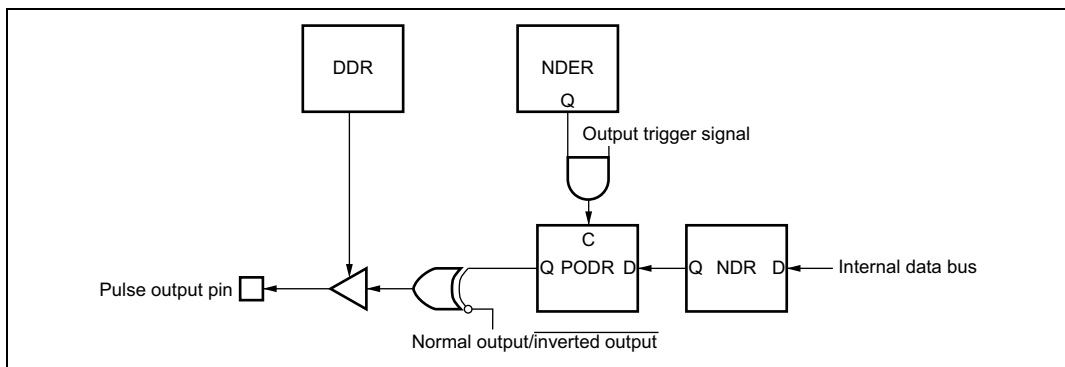 DDR
NDER
Q
Output trigger signal
C
Q PODR D
Q NDR D
Internal data bus
Pulse output pin
Normal output/inverted output